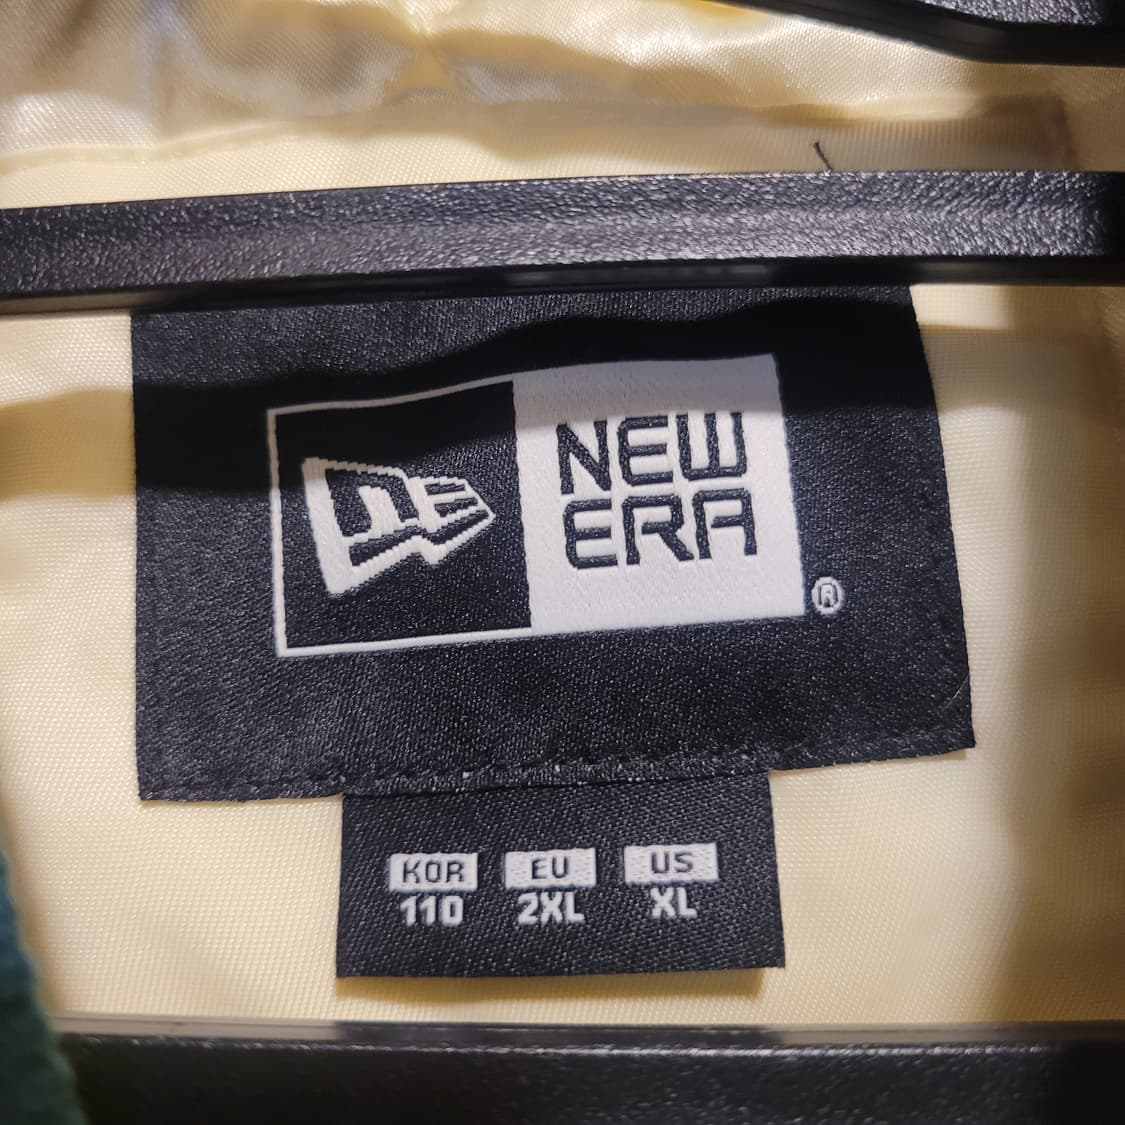 NEW
ERA
®
KOR EU US
110 2XL XL